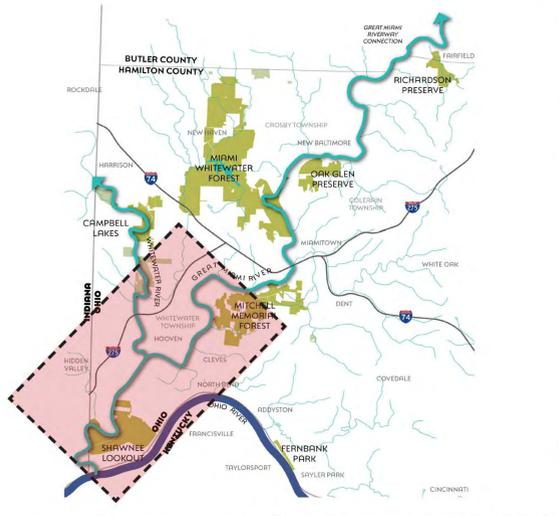 GREAT MIAMI
RIVERWAY
CONNECTION
FAIRFIELD
BUTLER COUNTY
HAMILTON COUNTY
RICHARDSON
PRESERVE
ROCKDALE
CROSBY TOWNSHIP
NEW HAVEN
NEW BALTIMORE
MIAMI
WHITEWATER
FOREST
HARRISON
74
OAK GLEN
PRESERVE
COLERAIN
TOWNSHIP
275
CAMPBELL
LAKES
MIAMITOWN
WHITEWATER RIVER
GREAT MIAMI RIVER
WHITE OAK
INDIANA
OHIO
MITCHELL
MEMORIAL
FOREST
DENT
74
WHITEWATER
TOWNSHIP
HOOVEN
275
HIDDEN
VALLEY
CLEVES
NORTH BEND
COVEDALE
OHIO RIVER
ADDYSTON
OHIO
KENTUCKY
FRANCISVILLE
SHAWNEE
LOOKOUT
FERNBANK
PARK
TAYLORSPORT
SAYLER PARK
CINCINNATI